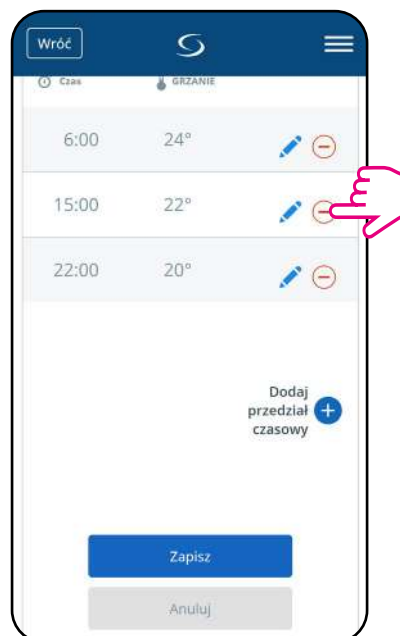 Wróć
Czas GRZANIE
6:00 24°
15:00 22°
22:00 20°
Dodaj
przedział
czasowy
Zapisz
Anuluj